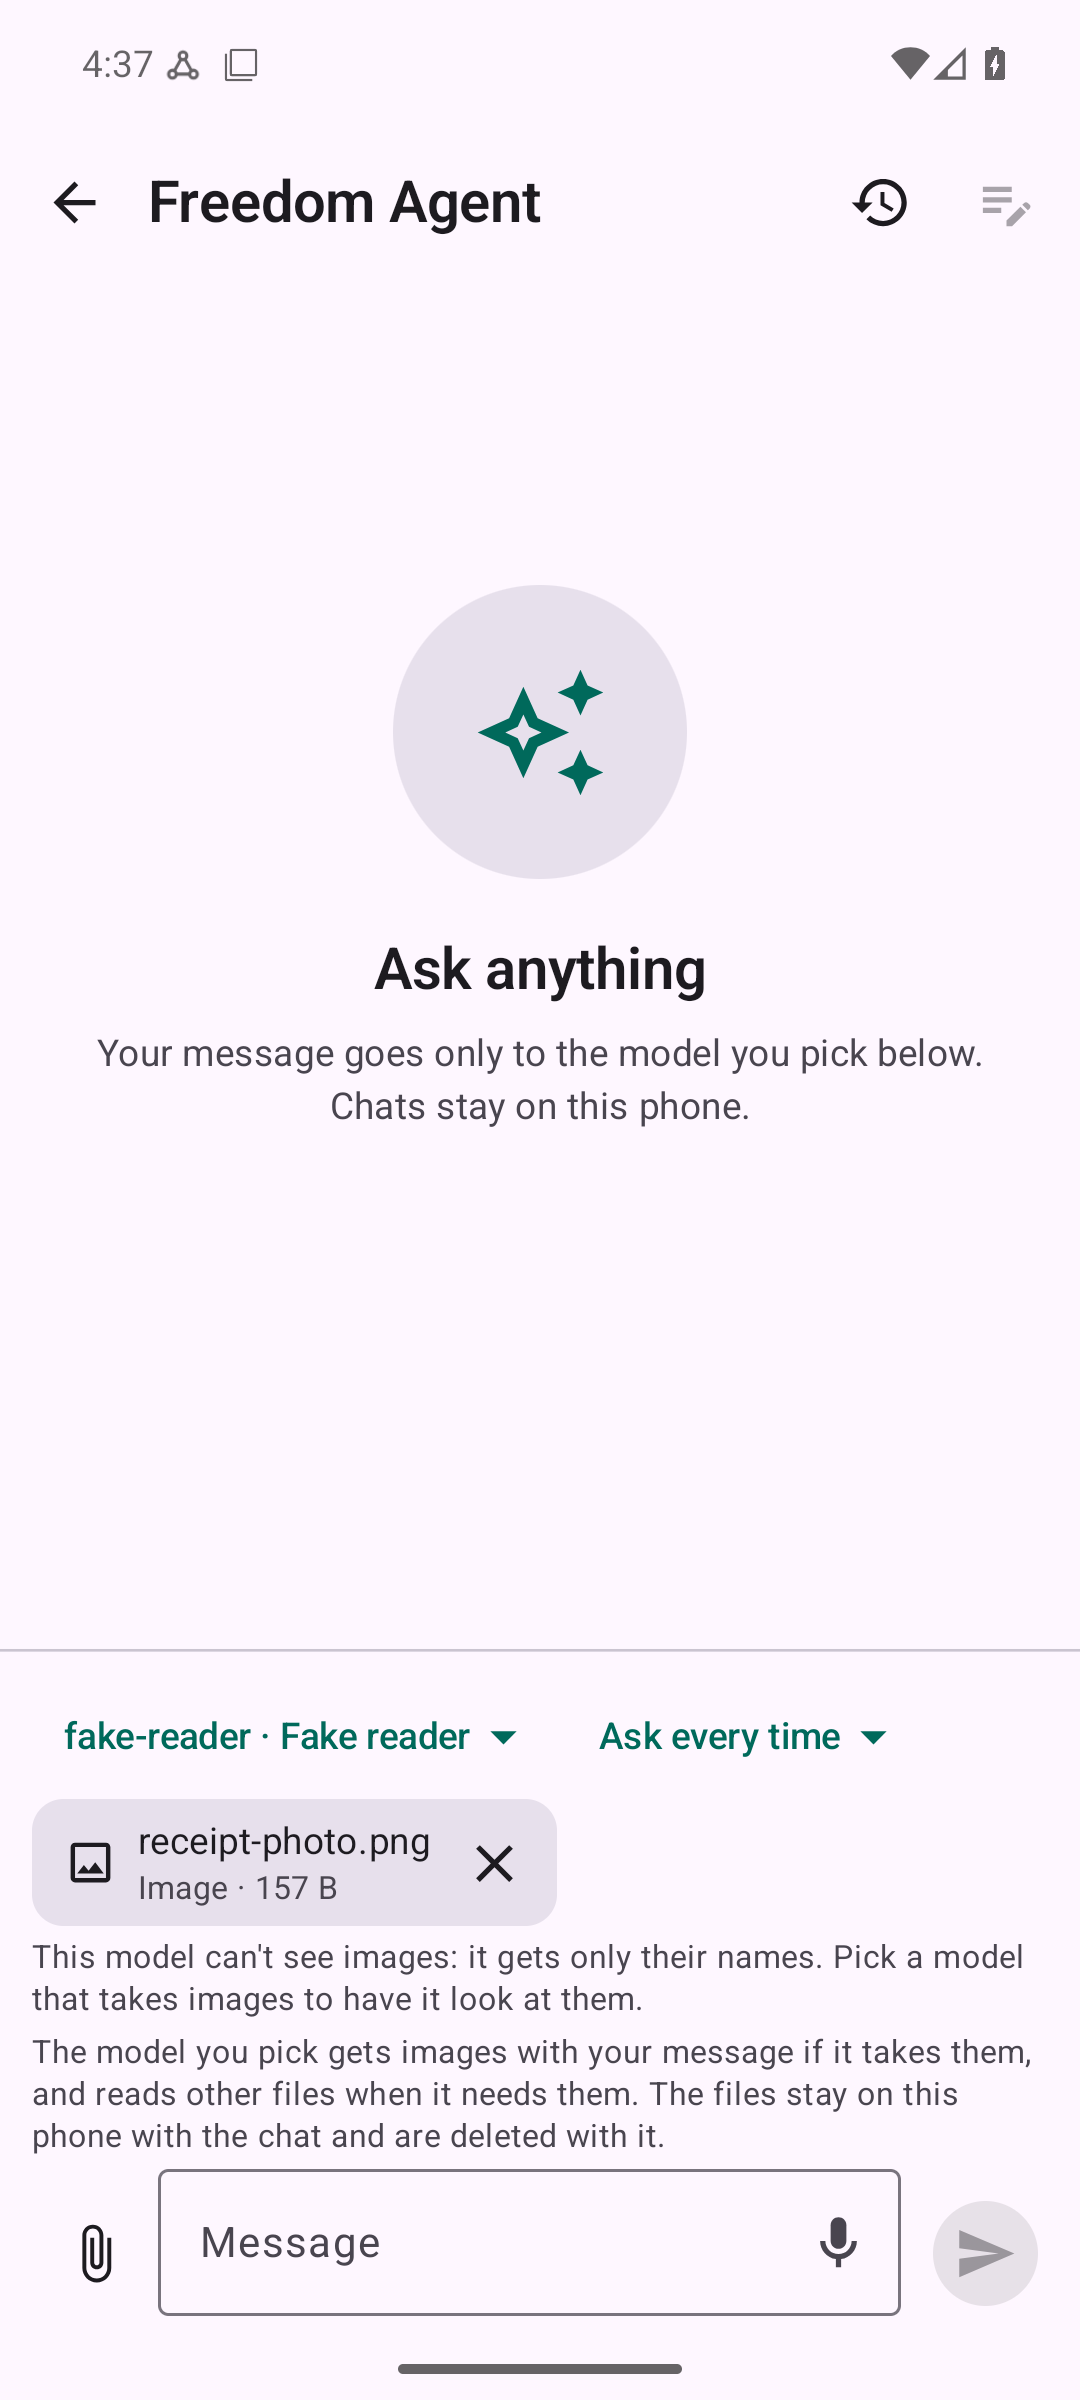 4:37
Freedom Agent
Ask anything
Your message goes only to the model you pick below.
Chats stay on this phone.
fake-reader · Fake reader
Ask every time
receipt-photo.png
Image · 157 B
This model can't see images: it gets only their names. Pick a model
that takes images to have it look at them.
The model you pick gets images with your message if it takes them,
and reads other files when it needs them. The files stay on this
phone with the chat and are deleted with it.
Message